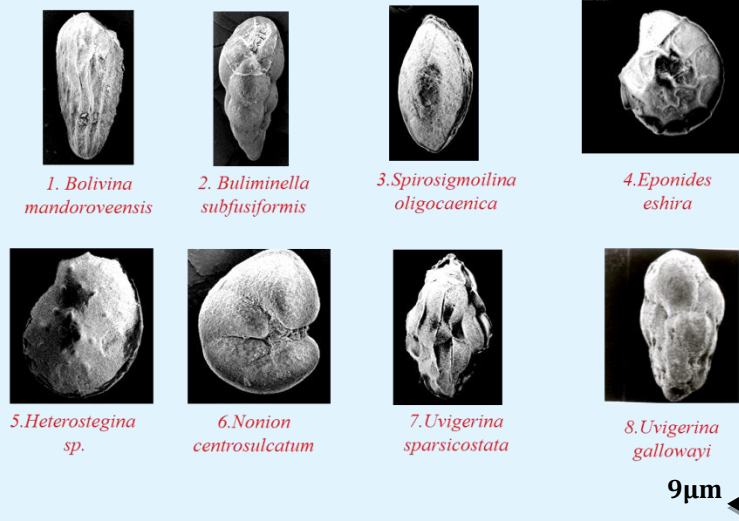 1. Bolivina
mandoroveensis
2. Buliminella
subfusiformis
3.Spirosigmoilina
oligocaenica
4.Eponides
eshira
5.Heterostegina
sp.
6.Nonion
centrosulcatum
7.Uvigerina
sparsicostata
8.Uvigerina
gallowayi
9µm